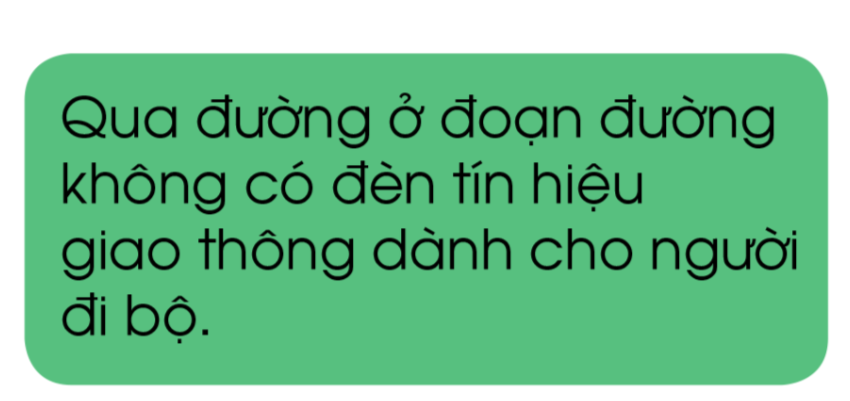 Qua đường ở đoạn đường
không có đèn tín hiệu
giao thông dành cho người
đi bộ.